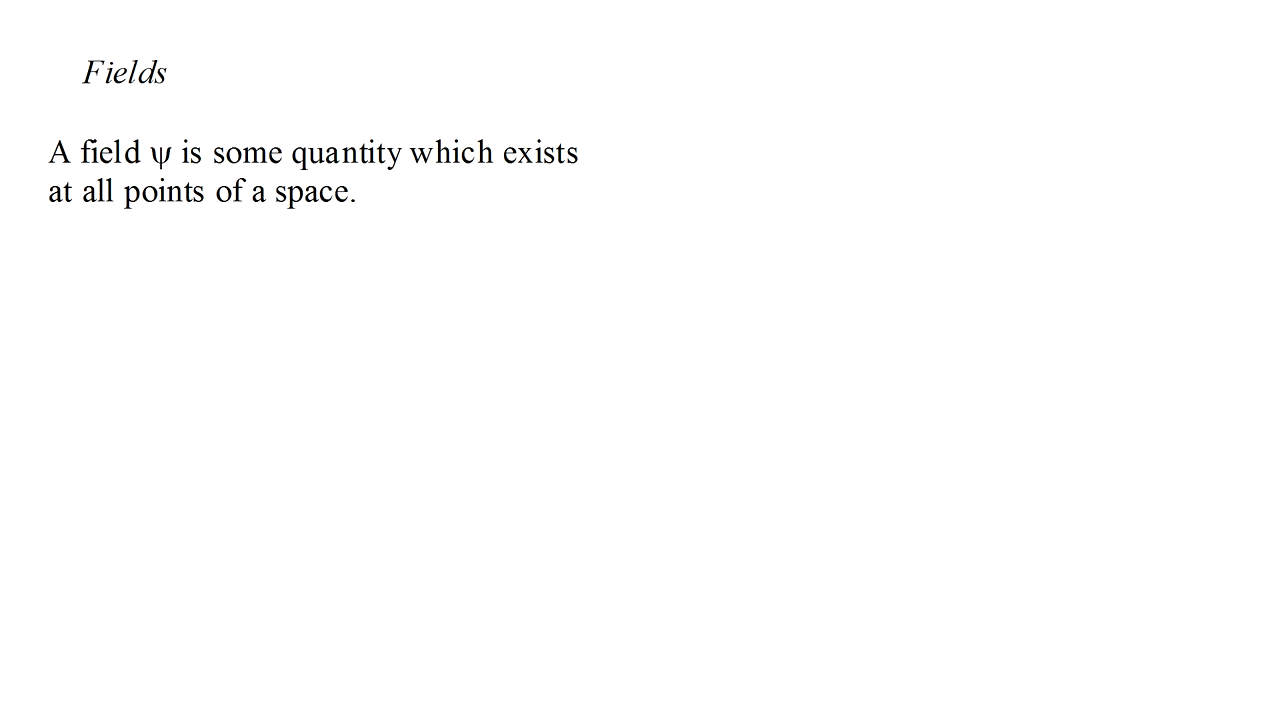 Fields
A field ψ is some quantity which exists
at all points of a space.